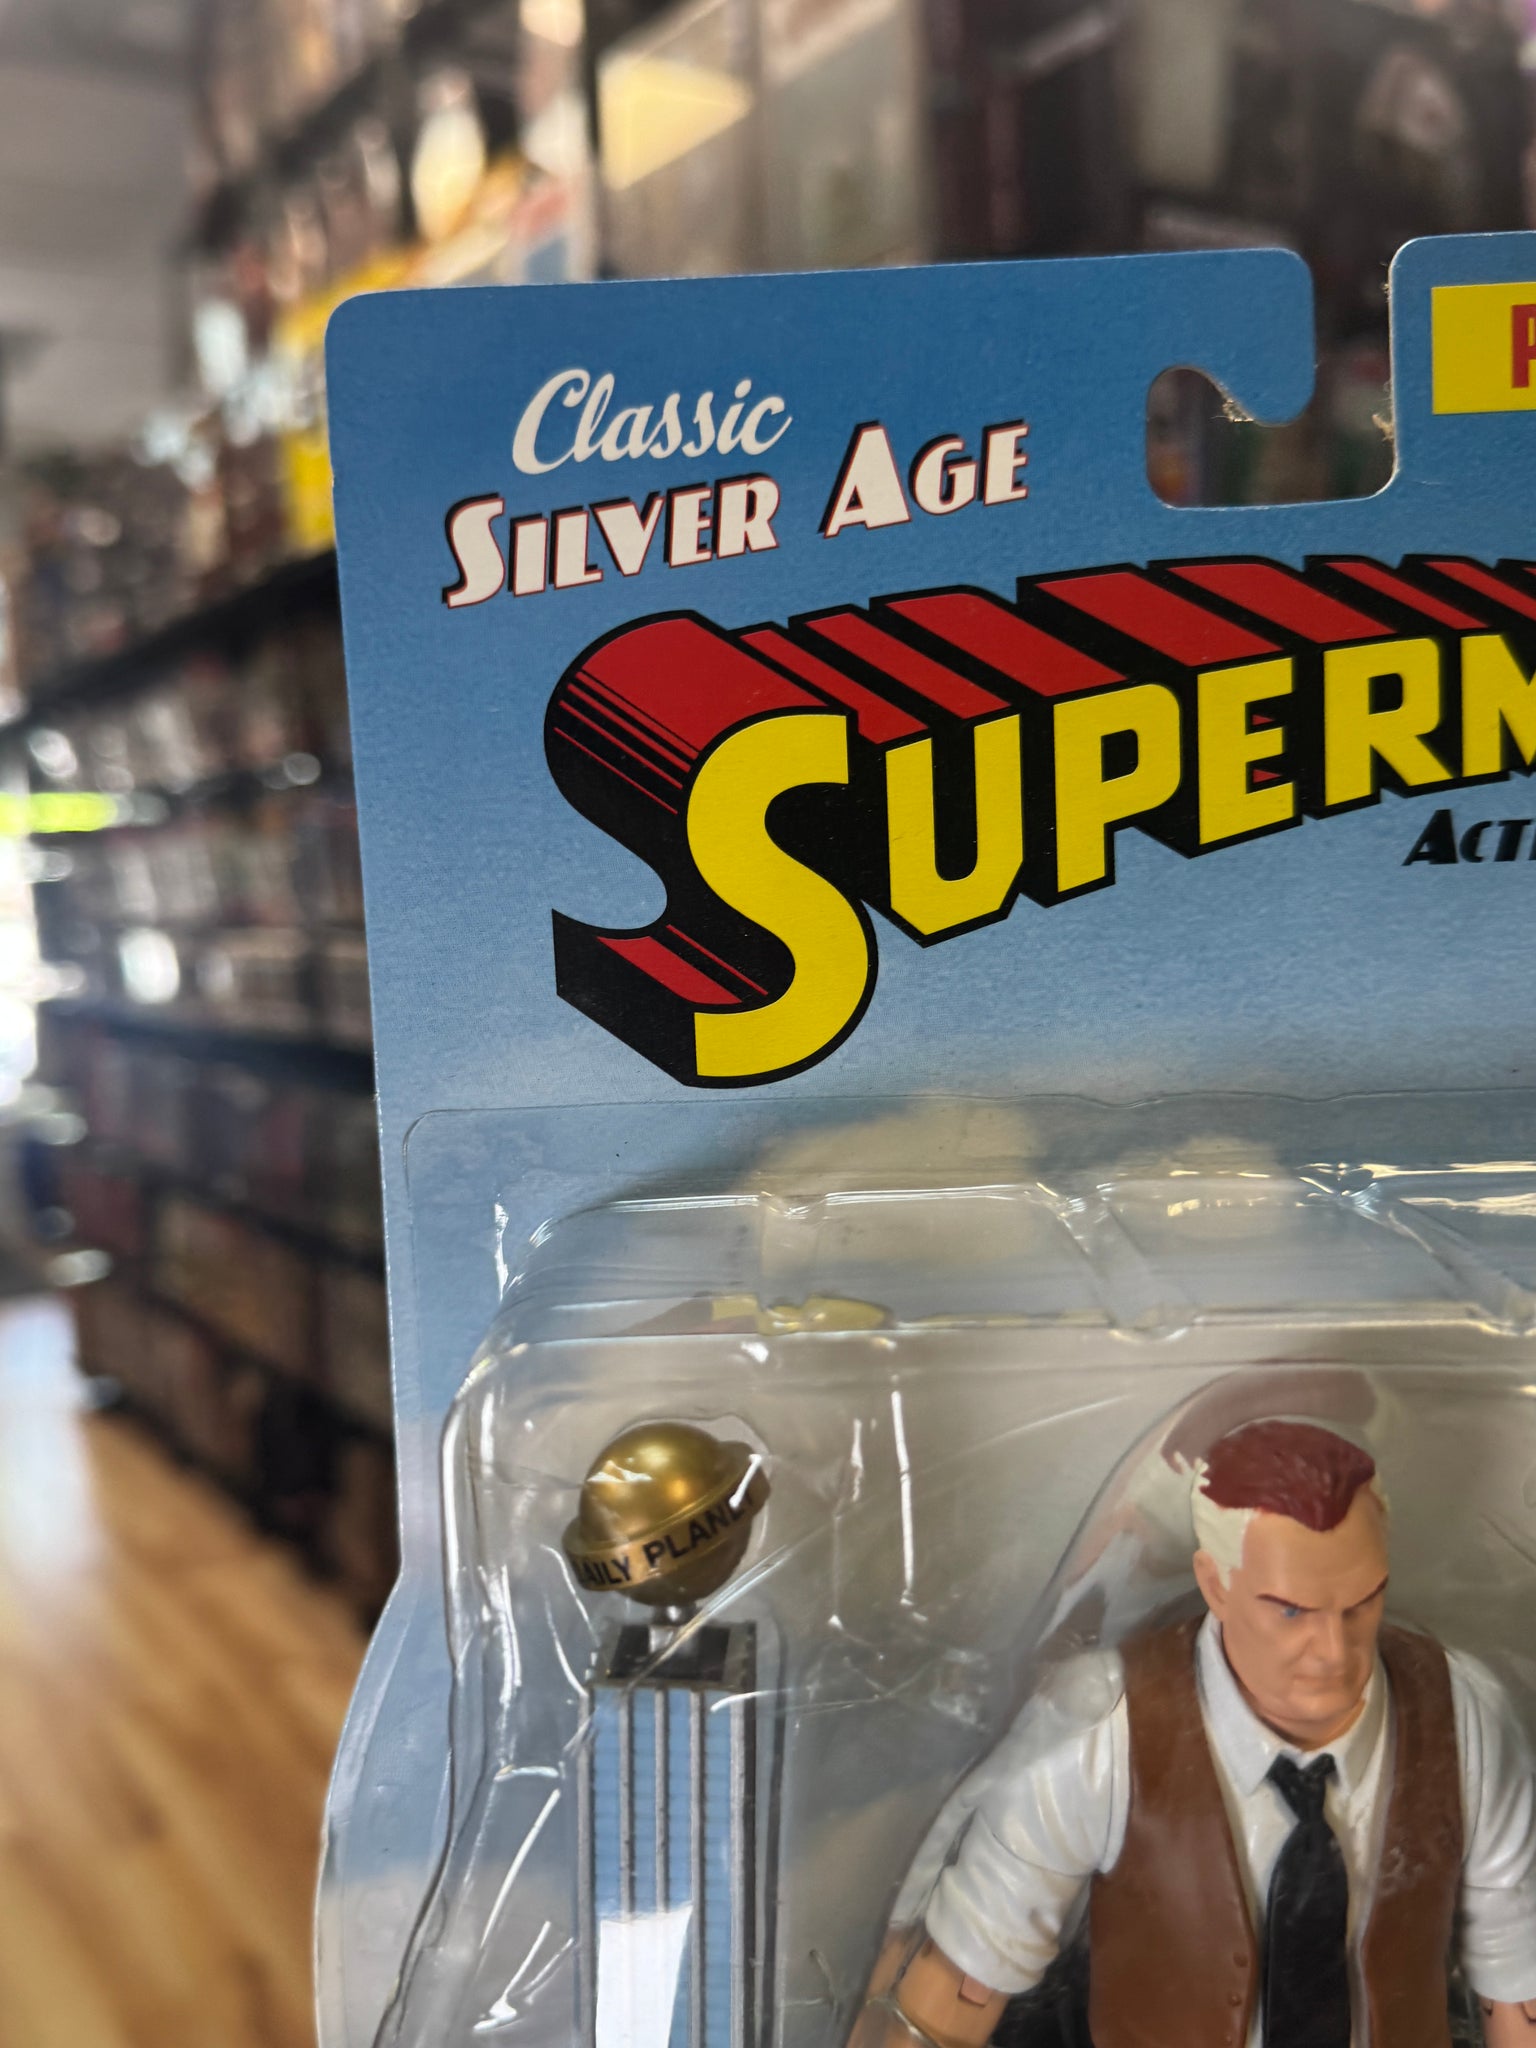 Classic
SILVER AGE
SUPERM
ACTI
DAILY PLANET